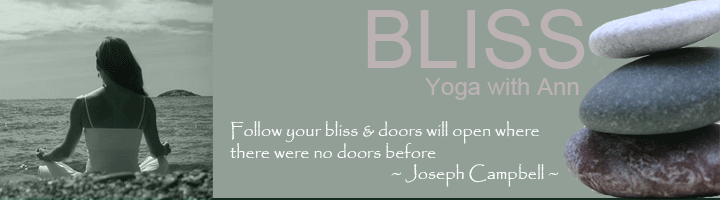 BLISS
Yoga with Ann
Follow your bliss & doors will open where
there were no doors before
~ Joseph Campbell ~